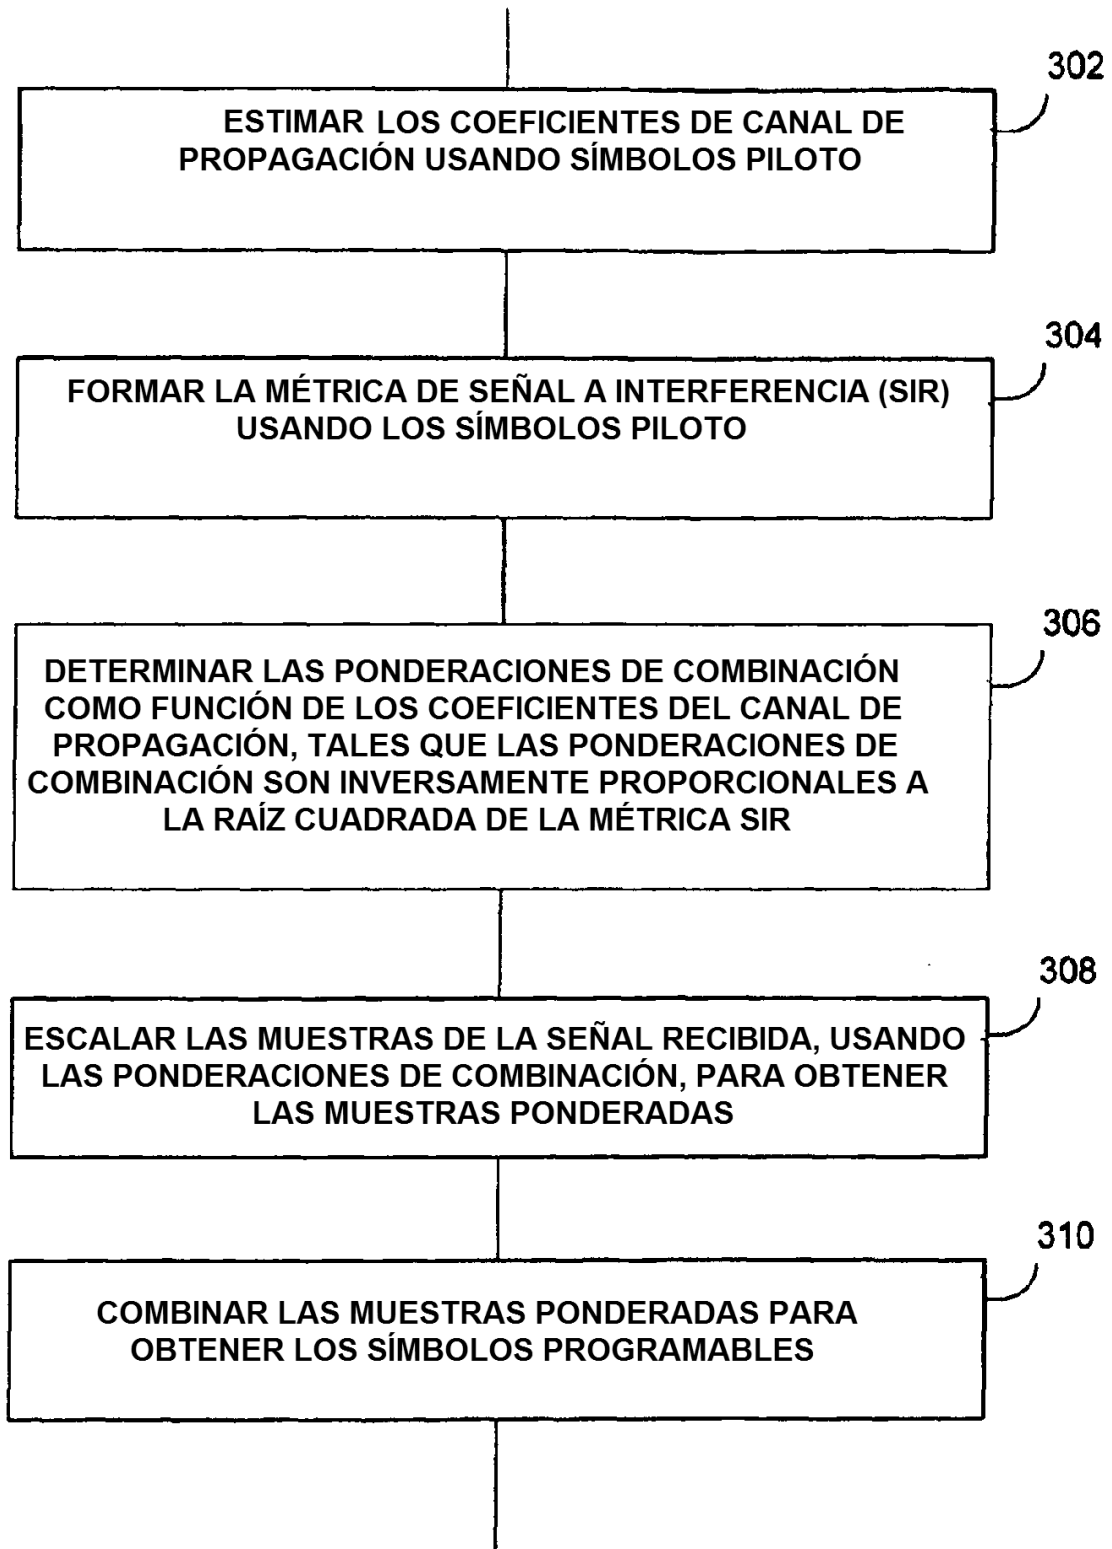 302
ESTIMAR LOS COEFICIENTES DE CANAL DE
PROPAGACIÓN USANDO SÍMBOLOS PILOTO
304
FORMAR LA MÉTRICA DE SEÑAL A INTERFERENCIA (SIR)
USANDO LOS SÍMBOLOS PILOTO
306
DETERMINAR LAS PONDERACIONES DE COMBINACIÓN
COMO FUNCIÓN DE LOS COEFICIENTES DEL CANAL DE
PROPAGACIÓN, TALES QUE LAS PONDERACIONES DE
COMBINACIÓN SON INVERSAMENTE PROPORCIONALES A
LA RAÍZ CUADRADA DE LA MÉTRICA SIR
308
ESCALAR LAS MUESTRAS DE LA SEÑAL RECIBIDA, USANDO
LAS PONDERACIONES DE COMBINACIÓN, PARA OBTENER
LAS MUESTRAS PONDERADAS
310
COMBINAR LAS MUESTRAS PONDERADAS PARA
OBTENER LOS SÍMBOLOS PROGRAMABLES